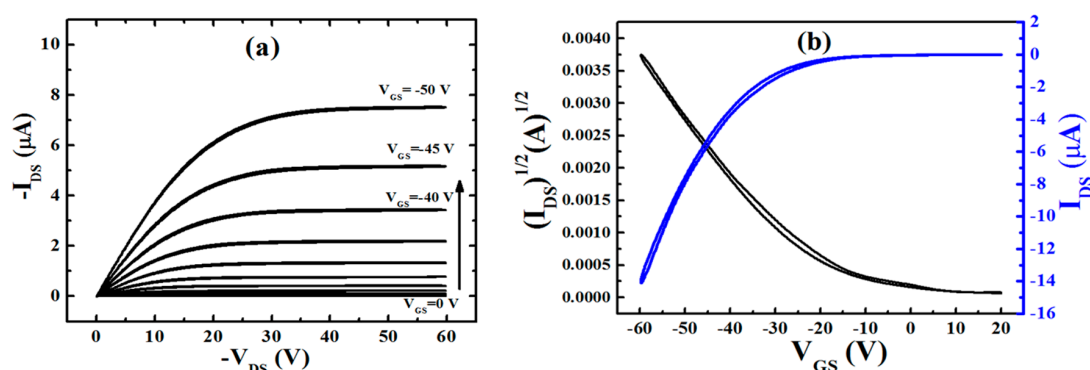 (a)
10
8
6
4
2
0
-I_DS (μA)
V_GS= -50 V
V_GS=-45 V
V_GS=-40 V
V_GS=0 V
0 10 20 30 40 50 60
-V_DS (V)
(b)
0.0040
0.0035
0.0030
0.0025
0.0020
0.0015
0.0010
0.0005
0.0000
(I_DS)^1/2 (A)^1/2
-60 -50 -40 -30 -20 -10 0 10 20
V_GS (V)
2
0
-2
-4
-6
-8
-10
-12
-14
-16
I_DS (μA)